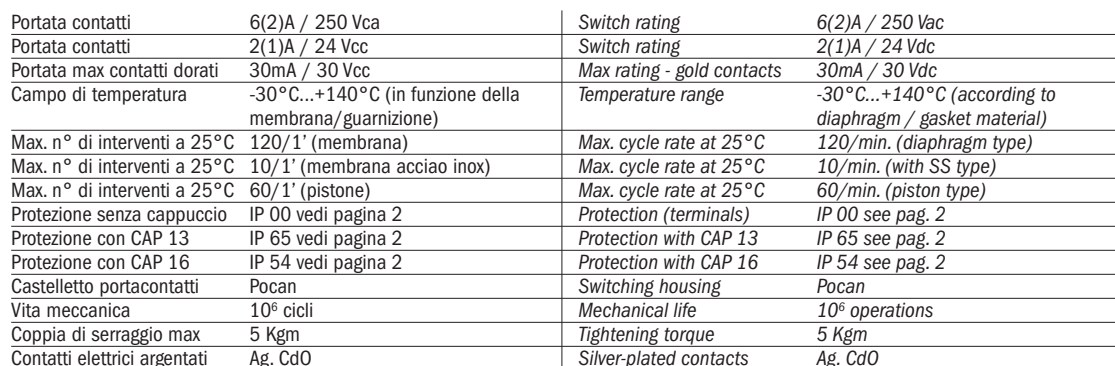 Portata contatti 6(2)A / 250 Vca Switch rating 6(2)A / 250 Vac
Portata contatti 2(1)A / 24 Vcc Switch rating 2(1)A / 24 Vdc
Portata max contatti dorati 30mA / 30 Vcc Max rating - gold contacts 30mA / 30 Vdc
Campo di temperatura -30°C...+140°C (in funzione della Temperature range -30°C...+140°C (according to
membrana/guarnizione) diaphragm / gasket material)
Max. n° di interventi a 25°C 120/1' (membrana) Max. cycle rate at 25°C 120/min. (diaphragm type)
Max. n° di interventi a 25°C 10/1' (membrana acciao inox) Max. cycle rate at 25°C 10/min. (with SS type)
Max. n° di interventi a 25°C 60/1' (pistone) Max. cycle rate at 25°C 60/min. (piston type)
Protezione senza cappuccio IP 00 vedi pagina 2 Protection (terminals) IP 00 see pag. 2
Protezione con CAP 13 IP 65 vedi pagina 2 Protection with CAP 13 IP 65 see pag. 2
Protezione con CAP 16 IP 54 vedi pagina 2 Protection with CAP 16 IP 54 see pag. 2
Castelletto portacontatti Pocan Switching housing Pocan
Vita meccanica 10⁶ cicli Mechanical life 10⁶ operations
Coppia di serraggio max 5 Kgm Tightening torque 5 Kgm
Contatti elettrici argentati Ag. CdO Silver-plated contacts Ag. CdO